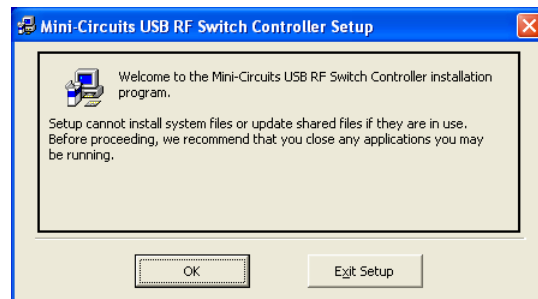 Mini-Circuits USB RF Switch Controller Setup
Welcome to the Mini-Circuits USB RF Switch Controller installation
program.
Setup cannot install system files or update shared files if they are in use.
Before proceeding, we recommend that you close any applications you may
be running.
OK
Exit Setup